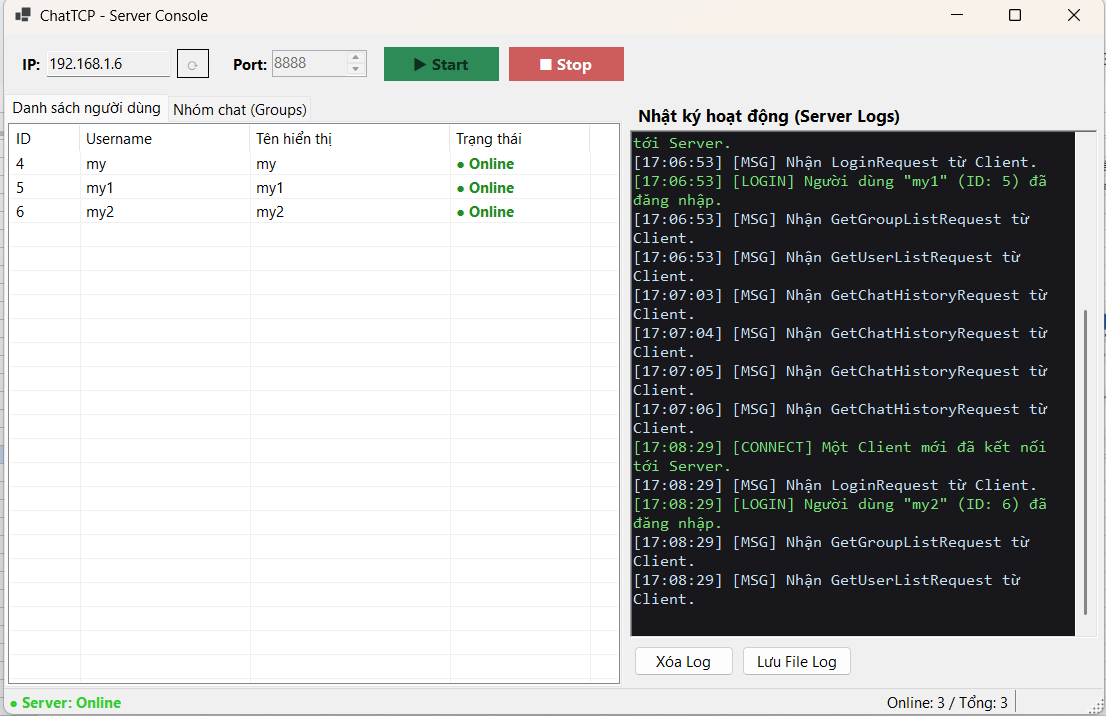 ChatTCP - Server Console
IP: 192.168.1.6 Port: 8888 Start Stop
Danh sách người dùng Nhóm chat (Groups)
ID Username Tên hiển thị Trạng thái
4 my my ● Online
5 my1 my1 ● Online
6 my2 my2 ● Online
Nhật ký hoạt động (Server Logs)
tới Server.
[17:06:53] [MSG] Nhận LoginRequest từ Client.
[17:06:53] [LOGIN] Người dùng "my1" (ID: 5) đã
đăng nhập.
[17:06:53] [MSG] Nhận GetGroupListRequest từ
Client.
[17:06:53] [MSG] Nhận GetUserListRequest từ
Client.
[17:07:03] [MSG] Nhận GetChatHistoryRequest từ
Client.
[17:07:04] [MSG] Nhận GetChatHistoryRequest từ
Client.
[17:07:05] [MSG] Nhận GetChatHistoryRequest từ
Client.
[17:07:06] [MSG] Nhận GetChatHistoryRequest từ
Client.
[17:08:29] [CONNECT] Một Client mới đã kết nối
tới Server.
[17:08:29] [MSG] Nhận LoginRequest từ Client.
[17:08:29] [LOGIN] Người dùng "my2" (ID: 6) đã
đăng nhập.
[17:08:29] [MSG] Nhận GetGroupListRequest từ
Client.
[17:08:29] [MSG] Nhận GetUserListRequest từ
Client.
Xóa Log Lưu File Log
● Server: Online Online: 3 / Tổng: 3